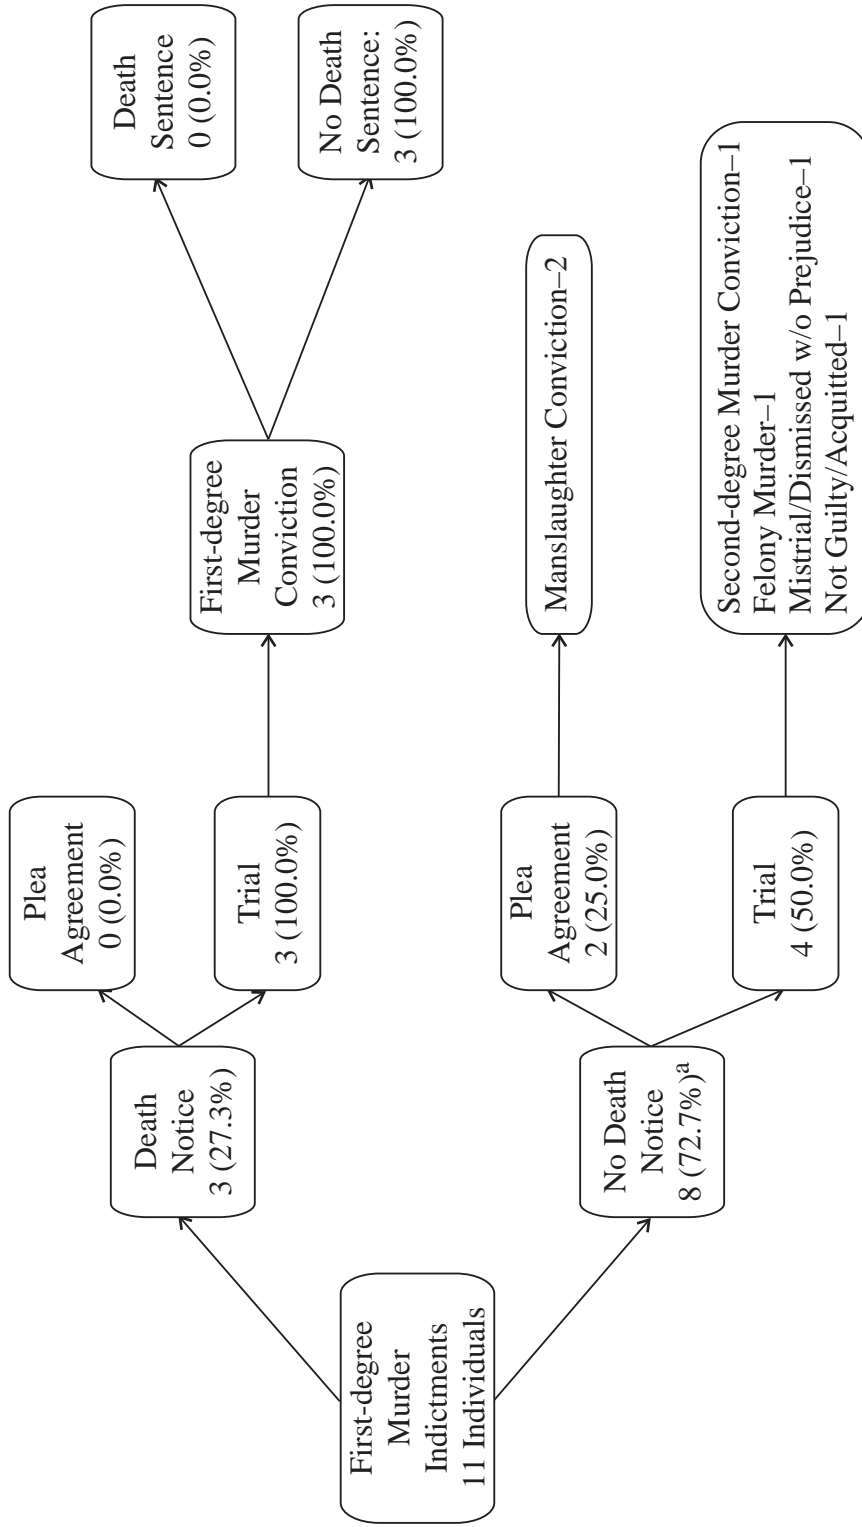 First-degree
Murder
Indictments
11 Individuals
Death
Notice
3 (27.3%)
Plea
Agreement
0 (0.0%)
Trial
3 (100.0%)
First-degree
Murder
Conviction
3 (100.0%)
Death
Sentence
0 (0.0%)
No Death
Sentence:
3 (100.0%)
No Death
Notice
8 (72.7%)a
Plea
Agreement
2 (25.0%)
Manslaughter Conviction–2
Trial
4 (50.0%)
Second-degree Murder Conviction–1
Felony Murder–1
Mistrial/Dismissed w/o Prejudice–1
Not Guilty/Acquitted–1